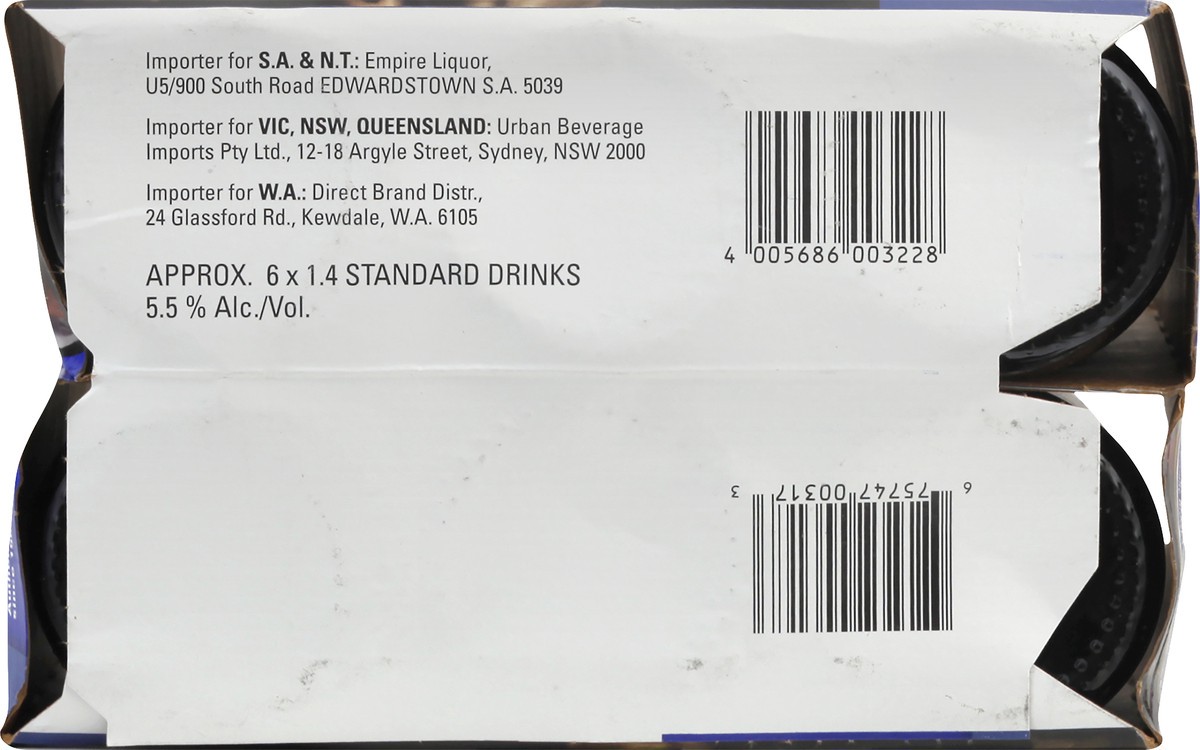 Importer for S.A. & N.T.: Empire Liquor,
U5/900 South Road EDWARDSTOWN S.A. 5039
Importer for VIC, NSW, QUEENSLAND: Urban Beverage
Imports Pty Ltd., 12-18 Argyle Street, Sydney, NSW 2000
Importer for W.A.: Direct Brand Distr.,
24 Glassford Rd., Kewdale, W.A. 6105
APPROX. 6 x 1.4 STANDARD DRINKS
5.5 % Alc./Vol.
4 005686 003228
6 75747 00317 3